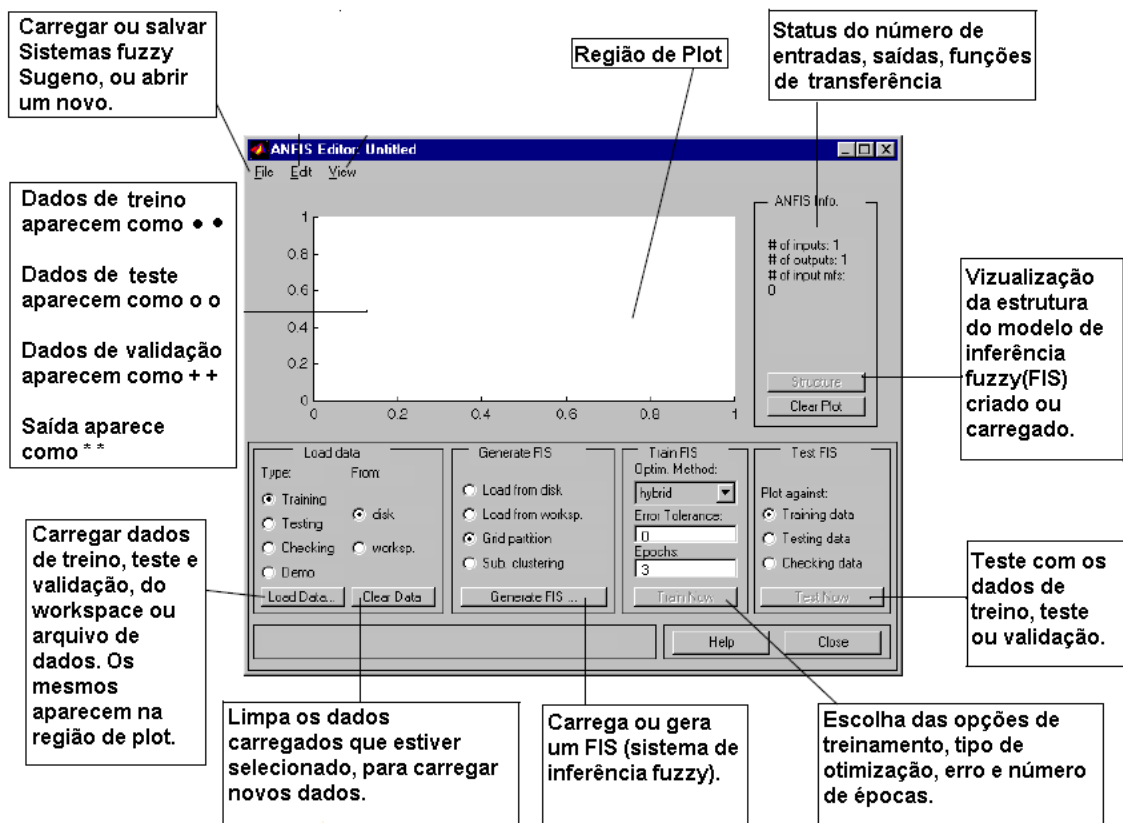 Carregar ou salvar
Sistemas fuzzy
Sugeno, ou abrir
um novo.
Região de Plot
Status do número de
entradas, saídas, funções
de transferência
ANFIS Editor: Untitled
File Edit View
Dados de treino
aparecem como ● ●
Dados de teste
aparecem como o o
Dados de validação
aparecem como + +
Saída aparece
como * *
1
0.8
0.6
0.4
0.2
0
0 0.2 0.4 0.6 0.8 1
ANFIS Info.
# of inputs: 1
# of outputs: 1
# of input mfs:
0
Structure
Clear Plot
Vizualização
da estrutura
do modelo de
inferência
fuzzy(FIS)
criado ou
carregado.
Load data
Type: From:
Training
Testing
Checking
Demo
disk
worksp.
Load Data... Clear Data
Generate FIS
Load from disk
Load from worksp.
Grid partition
Sub. clustering
Generate FIS ...
Train FIS
Optim. Method:
hybrid
Error Tolerance:
0
Epochs:
3
Train Now
Test FIS
Plot against:
Training data
Testing data
Checking data
Test Now
Help Close
Carregar dados
de treino, teste e
validação, do
workspace ou
arquivo de
dados. Os
mesmos
aparecem na
região de plot.
Limpa os dados
carregados que estiver
selecionado, para carregar
novos dados.
Carrega ou gera
um FIS (sistema de
inferência fuzzy).
Escolha das opções de
treinamento, tipo de
otimização, erro e número
de épocas.
Teste com os
dados de
treino, teste
ou validação.